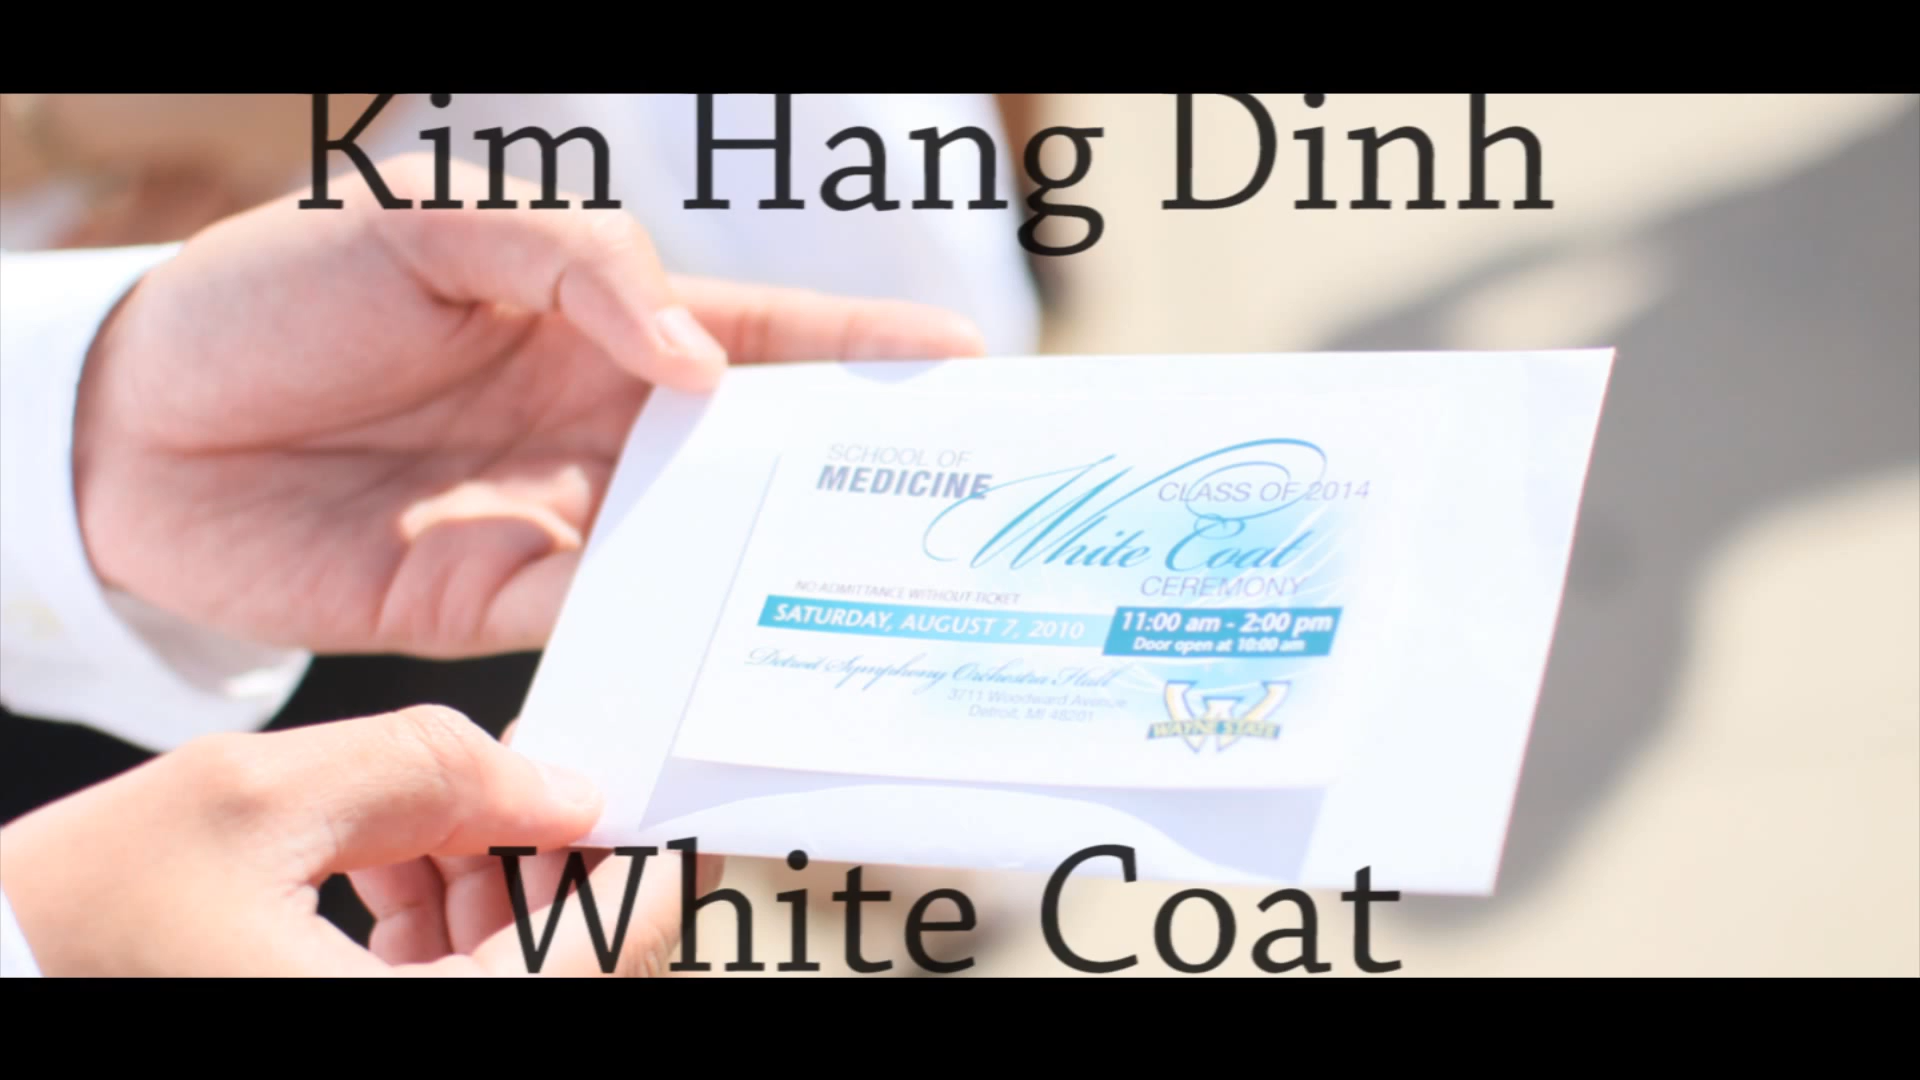 Kim Hang Dinh
SCHOOL OF
MEDICINE
CLASS OF 2014
White Coat
CEREMONY
NO ADMITTANCE WITHOUT TICKET
SATURDAY, AUGUST 7, 2010
11:00 am - 2:00 pm
Door open at 10:00 am
Detroit Symphony Orchestra Hall
3711 Woodward Avenue
Detroit, MI 48201
WAYNE STATE
White Coat